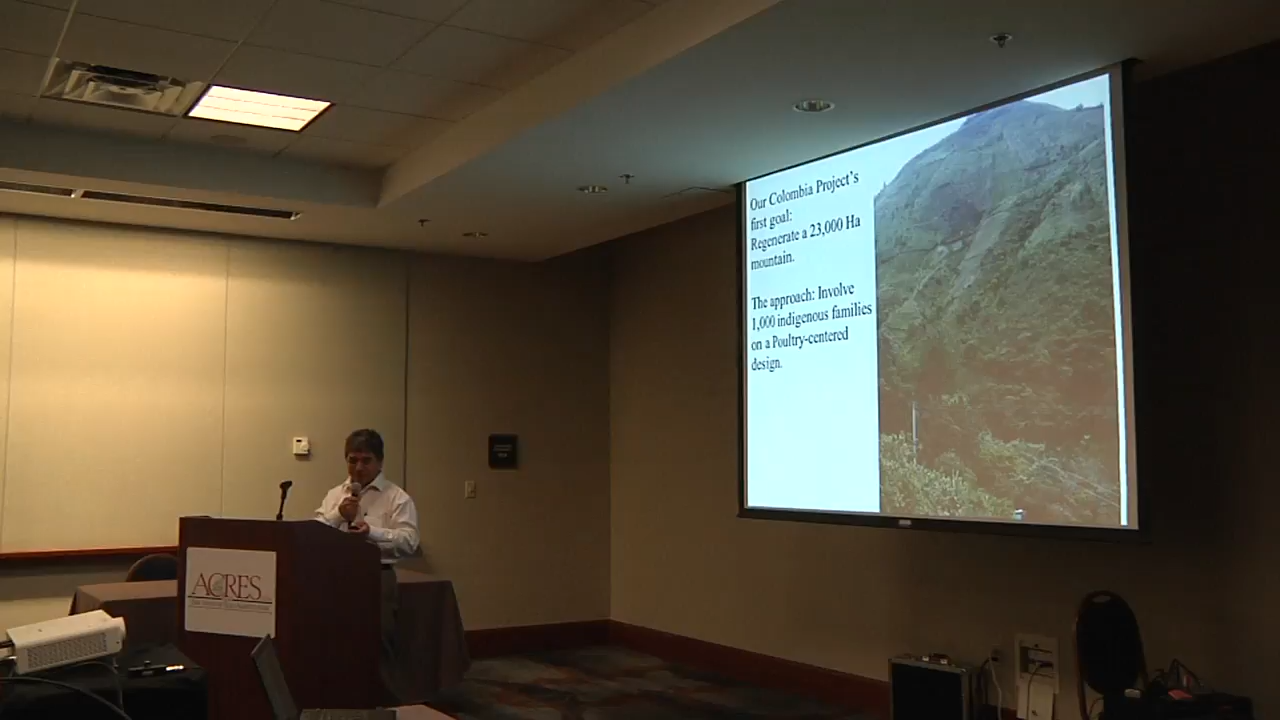 Our Colombia Project's
first goal:
Regenerate a 23,000 Ha
mountain.
The approach: Involve
1,000 indigenous families
on a Poultry-centered
design.
ACRES